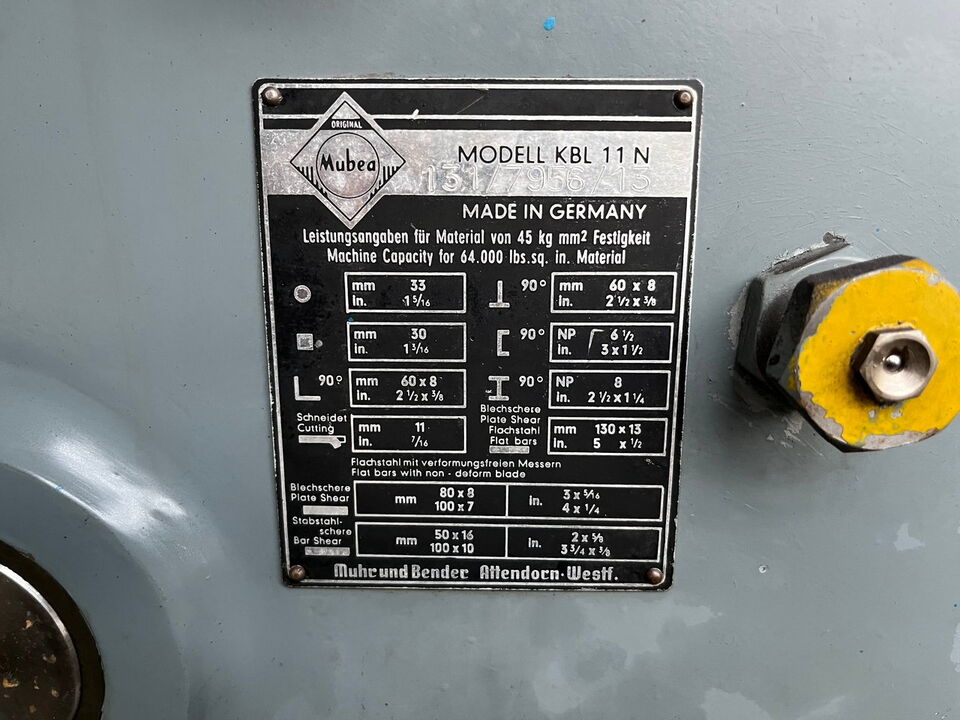 ORIGINAL
Mubea
MODELL KBL 11 N
131/7956/13
MADE IN GERMANY
Leistungsangaben für Material von 45 kg mm² Festigkeit
Machine Capacity for 64.000 lbs.sq. in. Material
mm 33
in. 1 5/16
90° mm 60 x 8
in. 2 1/2 x 3/8
mm 30
in. 1 3/16
90° NP 6 1/2
in. 3 x 1 1/2
90° mm 60 x 8
in. 2 1/2 x 3/8
90° NP 8
in. 2 1/2 x 1 1/4
Schneidet
Cutting
mm 11
in. 7/16
Blechschere
Plate Shear
Flachstahl
Flat bars
mm 130 x 13
in. 5 x 1/2
Flachstahl mit verformungsfreien Messern
Flat bars with non - deform blade
Blechschere
Plate Shear
mm 80 x 8
100 x 7
in. 3 x 5/16
4 x 1/4
Stabstahl-
schere
Bar Shear
mm 50 x 16
100 x 10
in. 2 x 5/8
3 3/4 x 3/8
Muhr und Bender Attendorn-Westf.